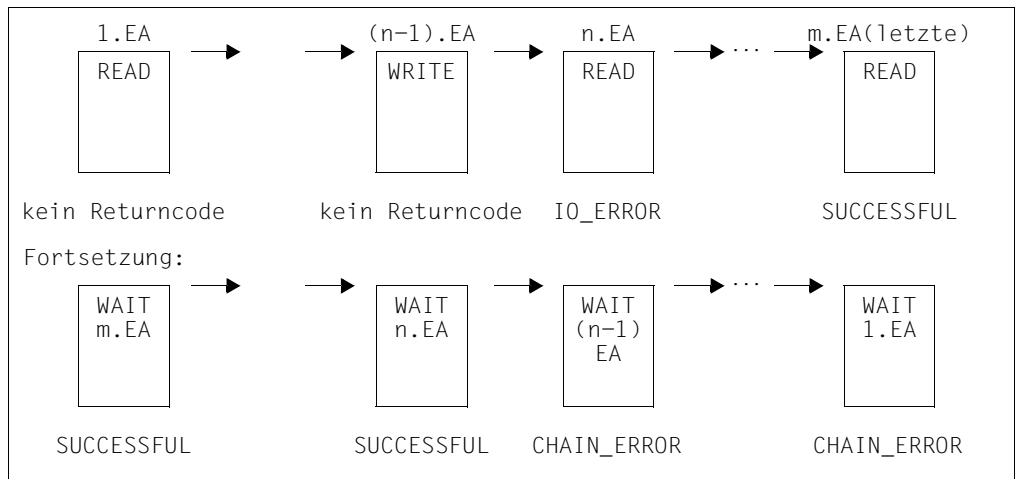 1.EA (n–1).EA n.EA m.EA(letzte)
READ WRITE READ ... READ
kein Returncode kein Returncode IO_ERROR SUCCESSFUL
Fortsetzung:
WAIT WAIT WAIT ... WAIT
m.EA n.EA (n–1) 1.EA
EA
SUCCESSFUL SUCCESSFUL CHAIN_ERROR CHAIN_ERROR